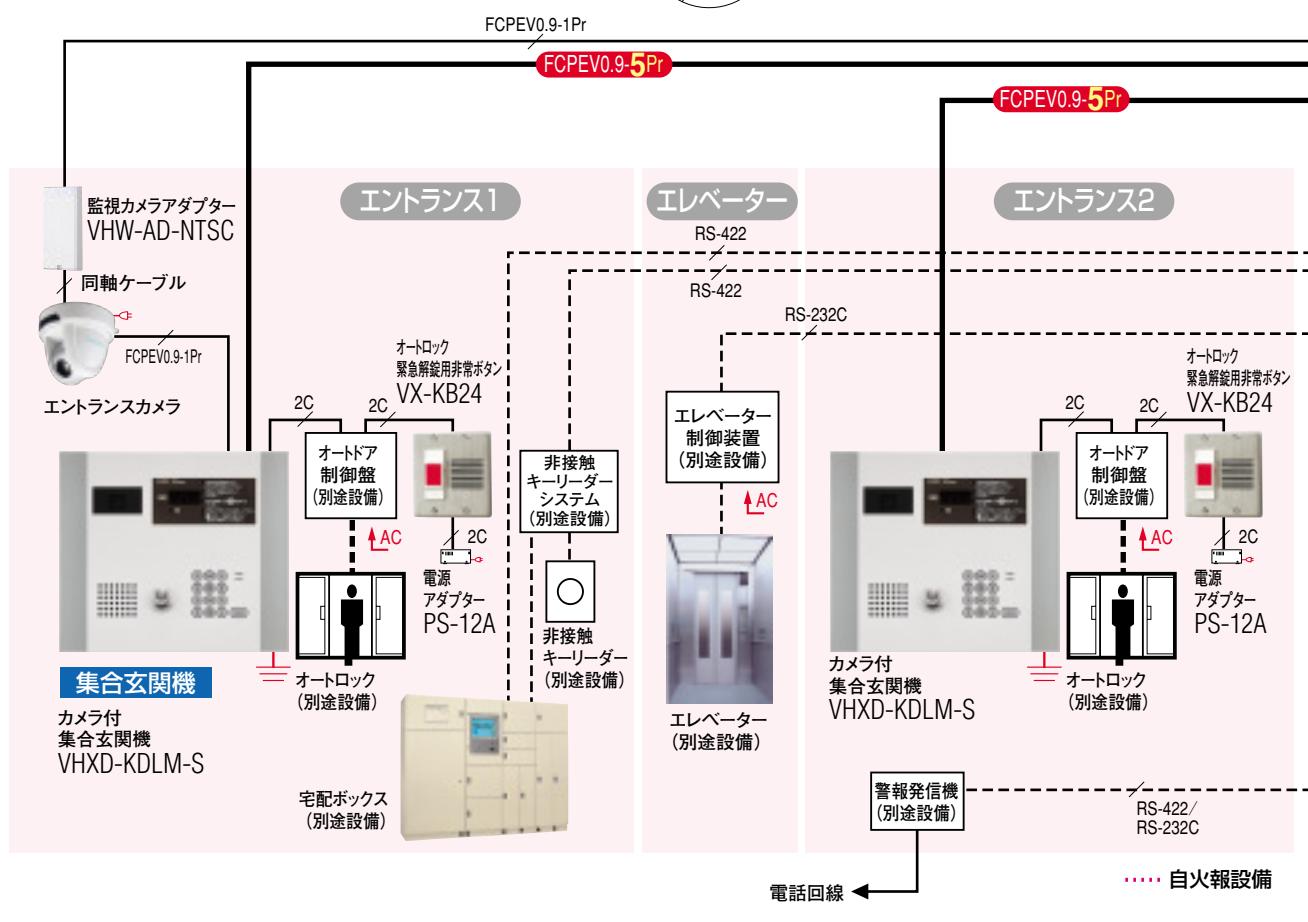 FCPEV0.9-1Pr
FCPEV0.9-5Pr
FCPEV0.9-5Pr
エントランス1
エレベーター
エントランス2
監視カメラアダプター
VHW-AD-NTSC
同軸ケーブル
FCPEV0.9-1Pr
エントランスカメラ
RS-422
RS-422
RS-232C
オートロック
緊急解錠用非常ボタン
VX-KB24
2C
2C
オートドア
制御盤
(別途設備)
AC
2C
電源
アダプター
PS-12A
非接触
キーリーダー
システム
(別途設備)
非接触
キーリーダー
(別途設備)
エレベーター
制御装置
(別途設備)
AC
エレベーター
(別途設備)
オートロック
(別途設備)
集合玄関機
カメラ付
集合玄関機
VHXD-KDLM-S
宅配ボックス
(別途設備)
オートロック
緊急解錠用非常ボタン
VX-KB24
2C
2C
オートドア
制御盤
(別途設備)
AC
2C
電源
アダプター
PS-12A
カメラ付
集合玄関機
VHXD-KDLM-S
オートロック
(別途設備)
警報発信機
(別途設備)
RS-422/
RS-232C
電話回線
自火報設備